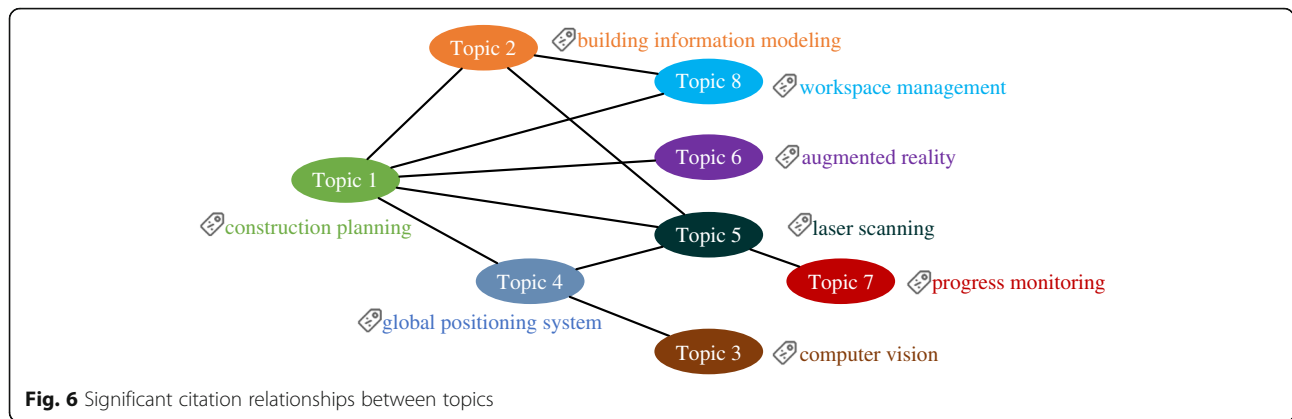 Topic 2
building information modeling
Topic 8
workspace management
Topic 6
augmented reality
Topic 1
construction planning
Topic 5
laser scanning
Topic 4
global positioning system
Topic 7
progress monitoring
Topic 3
computer vision
Fig. 6 Significant citation relationships between topics